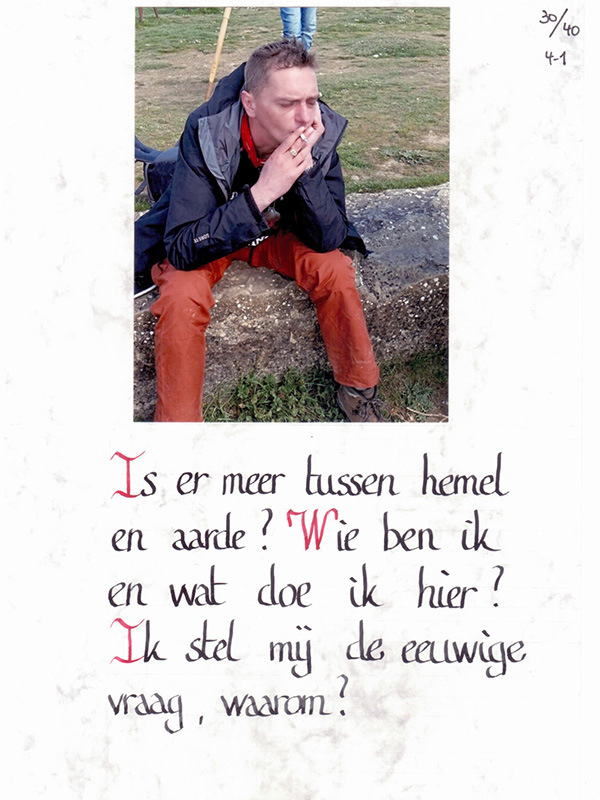 30/40
4-1
Is er meer tussen hemel
en aarde? Wie ben ik
en wat doe ik hier?
Ik stel mij de eeuwige
vraag, waarom?